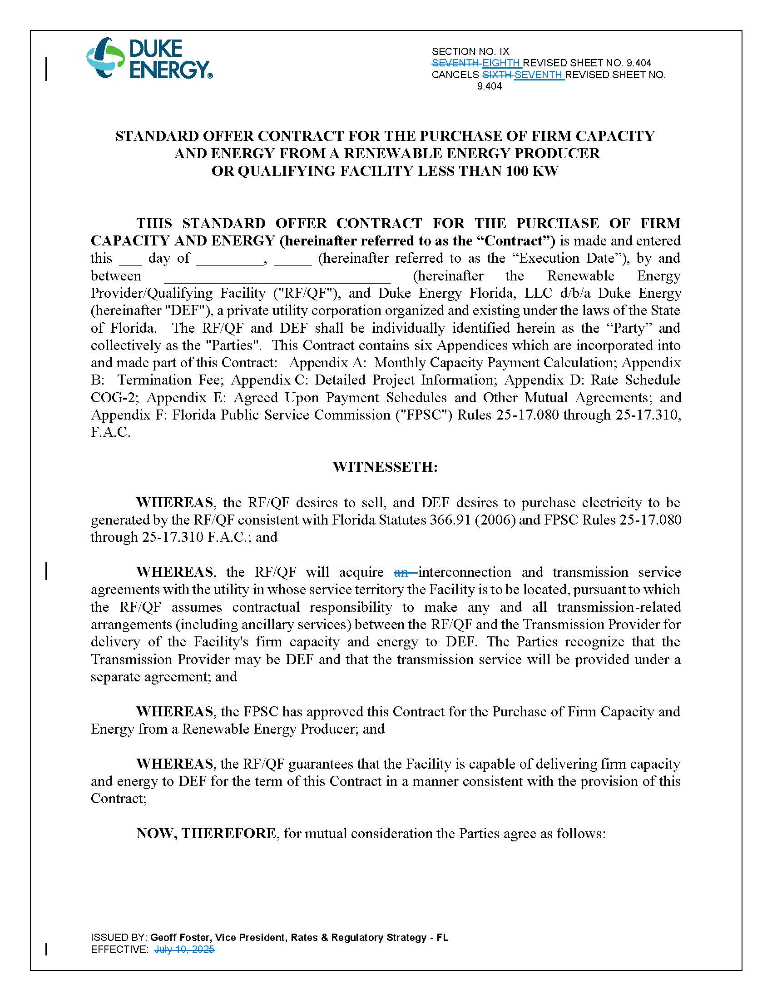 DUKE
ENERGY®
SECTION NO. IX
SEVENTH EIGHTH REVISED SHEET NO. 9.404
CANCELS SIXTH SEVENTH REVISED SHEET NO.
9.404
STANDARD OFFER CONTRACT FOR THE PURCHASE OF FIRM CAPACITY
AND ENERGY FROM A RENEWABLE ENERGY PRODUCER
OR QUALIFYING FACILITY LESS THAN 100 KW
THIS STANDARD OFFER CONTRACT FOR THE PURCHASE OF FIRM
CAPACITY AND ENERGY (hereinafter referred to as the “Contract”) is made and entered
this ___ day of _________, _____ (hereinafter referred to as the “Execution Date”), by and
between ______________________________ (hereinafter the Renewable Energy
Provider/Qualifying Facility ("RF/QF"), and Duke Energy Florida, LLC d/b/a Duke Energy
(hereinafter "DEF"), a private utility corporation organized and existing under the laws of the State
of Florida. The RF/QF and DEF shall be individually identified herein as the “Party” and
collectively as the "Parties". This Contract contains six Appendices which are incorporated into
and made part of this Contract: Appendix A: Monthly Capacity Payment Calculation; Appendix
B: Termination Fee; Appendix C: Detailed Project Information; Appendix D: Rate Schedule
COG-2; Appendix E: Agreed Upon Payment Schedules and Other Mutual Agreements; and
Appendix F: Florida Public Service Commission ("FPSC") Rules 25-17.080 through 25-17.310,
F.A.C.
WITNESSETH:
WHEREAS, the RF/QF desires to sell, and DEF desires to purchase electricity to be
generated by the RF/QF consistent with Florida Statutes 366.91 (2006) and FPSC Rules 25-17.080
through 25-17.310 F.A.C.; and
WHEREAS, the RF/QF will acquire an interconnection and transmission service
agreements with the utility in whose service territory the Facility is to be located, pursuant to which
the RF/QF assumes contractual responsibility to make any and all transmission-related
arrangements (including ancillary services) between the RF/QF and the Transmission Provider for
delivery of the Facility's firm capacity and energy to DEF. The Parties recognize that the
Transmission Provider may be DEF and that the transmission service will be provided under a
separate agreement; and
WHEREAS, the FPSC has approved this Contract for the Purchase of Firm Capacity and
Energy from a Renewable Energy Producer; and
WHEREAS, the RF/QF guarantees that the Facility is capable of delivering firm capacity
and energy to DEF for the term of this Contract in a manner consistent with the provision of this
Contract;
NOW, THEREFORE, for mutual consideration the Parties agree as follows:
ISSUED BY: Geoff Foster, Vice President, Rates & Regulatory Strategy - FL
EFFECTIVE: July 10, 2025